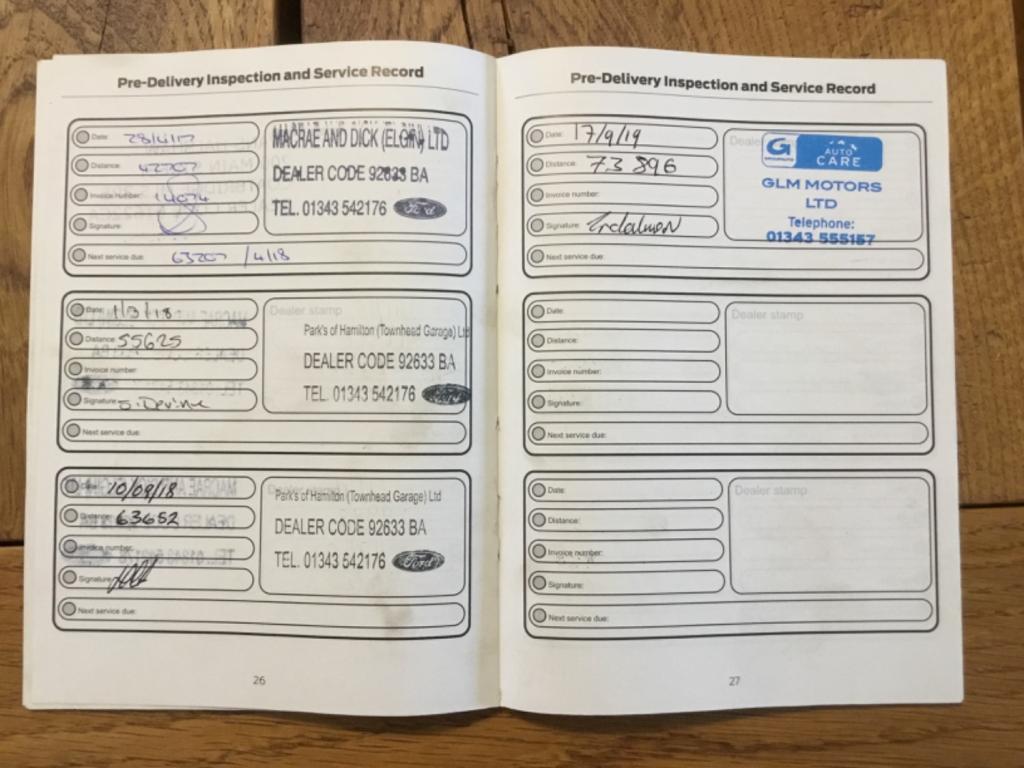 Pre-Delivery Inspection and Service Record
Date: 28/4/17
Distance: 42707
Invoice number: 14074
Signature:
Next service due: 63207 /4/18
MACRAE AND DICK (ELGIN) LTD
DEALER CODE 92633 BA
TEL. 01343 542176 Ford
Date: 1/3/18
Distance: 55625
Invoice number:
Signature: J. Devine
Next service due:
Dealer stamp
Park's of Hamilton (Townhead Garage) Ltd
DEALER CODE 92633 BA
TEL. 01343 542176 Ford
Date: 10/09/18
Distance: 63652
Invoice number:
Signature:
Next service due:
Dealer stamp
Park's of Hamilton (Townhead Garage) Ltd
DEALER CODE 92633 BA
TEL. 01343 542176 Ford
26
Pre-Delivery Inspection and Service Record
Date: 17/9/19
Distance: 73896
Invoice number:
Signature:
Next service due:
Dealer
G AUTO
CARE
GLM MOTORS
LTD
Telephone:
01343 555157
Date:
Distance:
Invoice number:
Signature:
Next service due:
Dealer stamp
Date:
Distance:
Invoice number:
Signature:
Next service due:
Dealer stamp
27